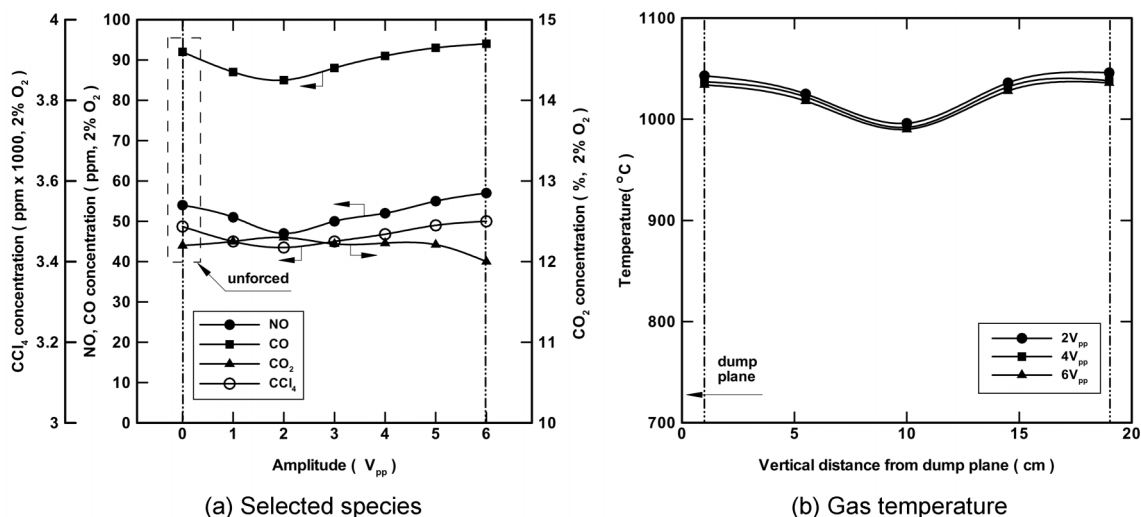 CCl₄ concentration ( ppm x 1000, 2% O₂ )
4
3.8
3.6
3.4
3.2
3
NO, CO concentration ( ppm, 2% O₂ )
100
90
80
70
60
50
40
30
20
10
0
unforced
NO
CO
CO₂
CCl₄
0 1 2 3 4 5 6
Amplitude ( Vpp )
15
14
13
12
11
10
CO₂ concentration ( %, 2% O₂ )
(a) Selected species
Temperature( °C )
1100
1000
900
800
700
dump
plane
2Vpp
4Vpp
6Vpp
0 5 10 15 20
Vertical distance from dump plane ( cm )
(b) Gas temperature